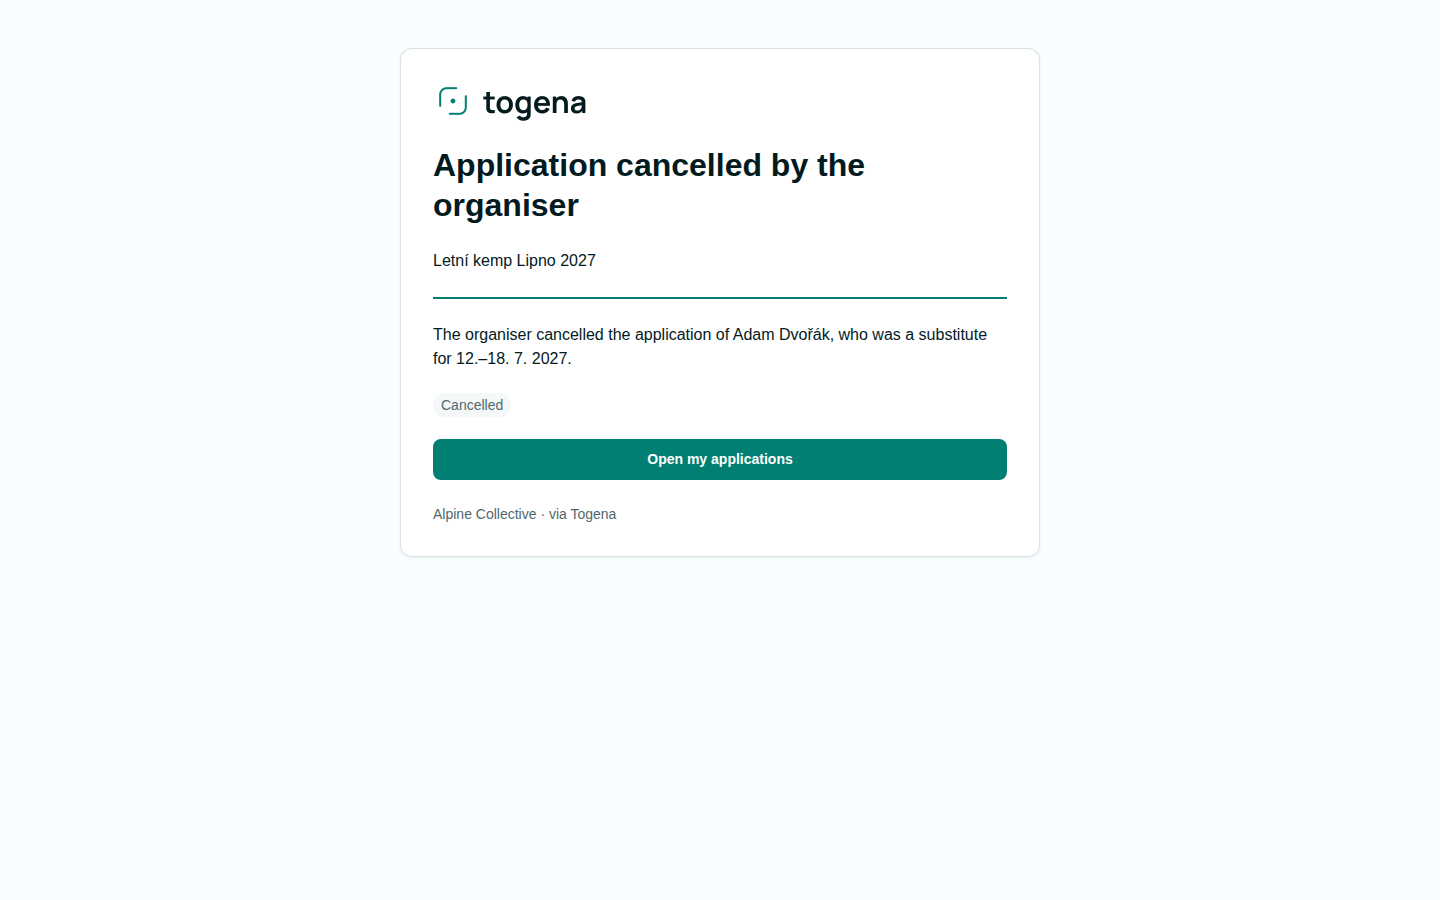 togena
Application cancelled by the
organiser
Letní kemp Lipno 2027
The organiser cancelled the application of Adam Dvořák, who was a substitute
for 12.–18. 7. 2027.
Cancelled
Open my applications
Alpine Collective · via Togena